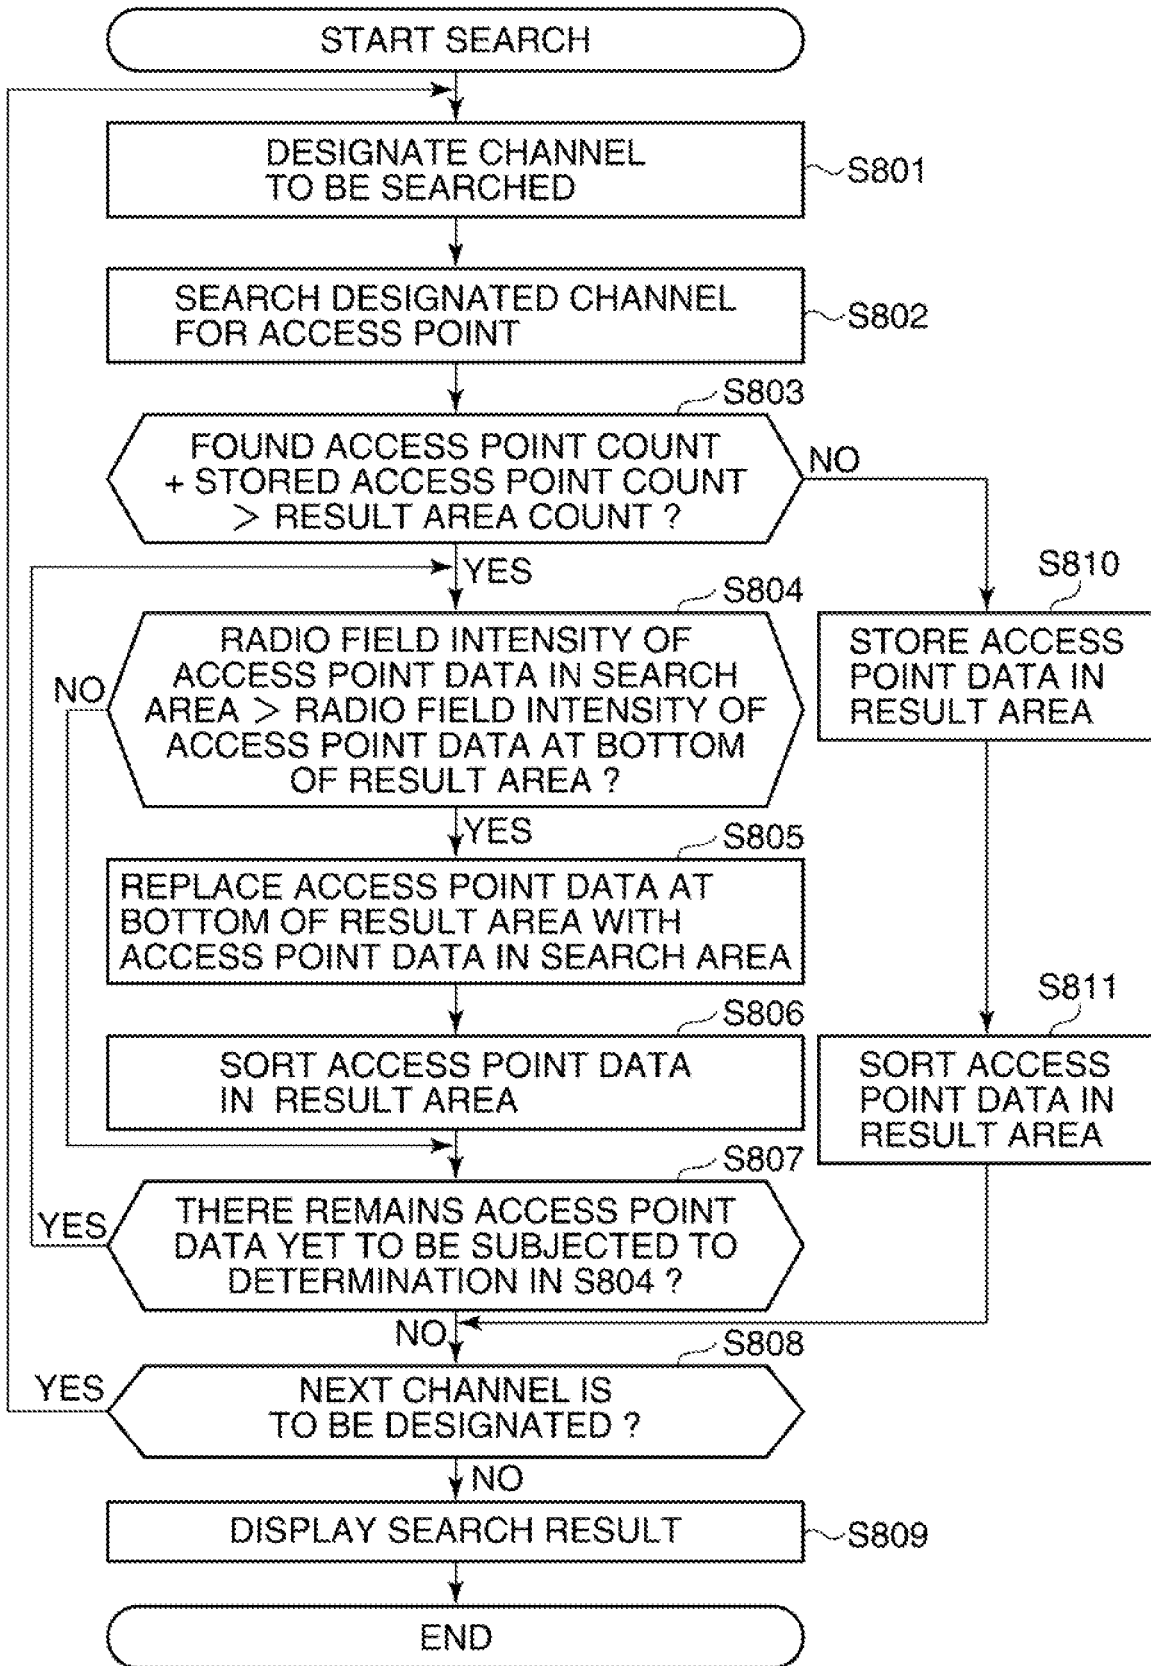 START SEARCH
DESIGNATE CHANNEL
TO BE SEARCHED
S801
SEARCH DESIGNATED CHANNEL
FOR ACCESS POINT
S802
S803
FOUND ACCESS POINT COUNT
+ STORED ACCESS POINT COUNT
> RESULT AREA COUNT ?
NO
YES
S804
RADIO FIELD INTENSITY OF
ACCESS POINT DATA IN SEARCH
AREA > RADIO FIELD INTENSITY OF
ACCESS POINT DATA AT BOTTOM
OF RESULT AREA ?
NO
YES
S810
STORE ACCESS
POINT DATA IN
RESULT AREA
S805
REPLACE ACCESS POINT DATA AT
BOTTOM OF RESULT AREA WITH
ACCESS POINT DATA IN SEARCH AREA
S806
SORT ACCESS POINT DATA
IN RESULT AREA
S811
SORT ACCESS
POINT DATA IN
RESULT AREA
S807
THERE REMAINS ACCESS POINT
DATA YET TO BE SUBJECTED TO
DETERMINATION IN S804 ?
YES
NO
S808
NEXT CHANNEL IS
TO BE DESIGNATED ?
YES
NO
DISPLAY SEARCH RESULT
S809
END